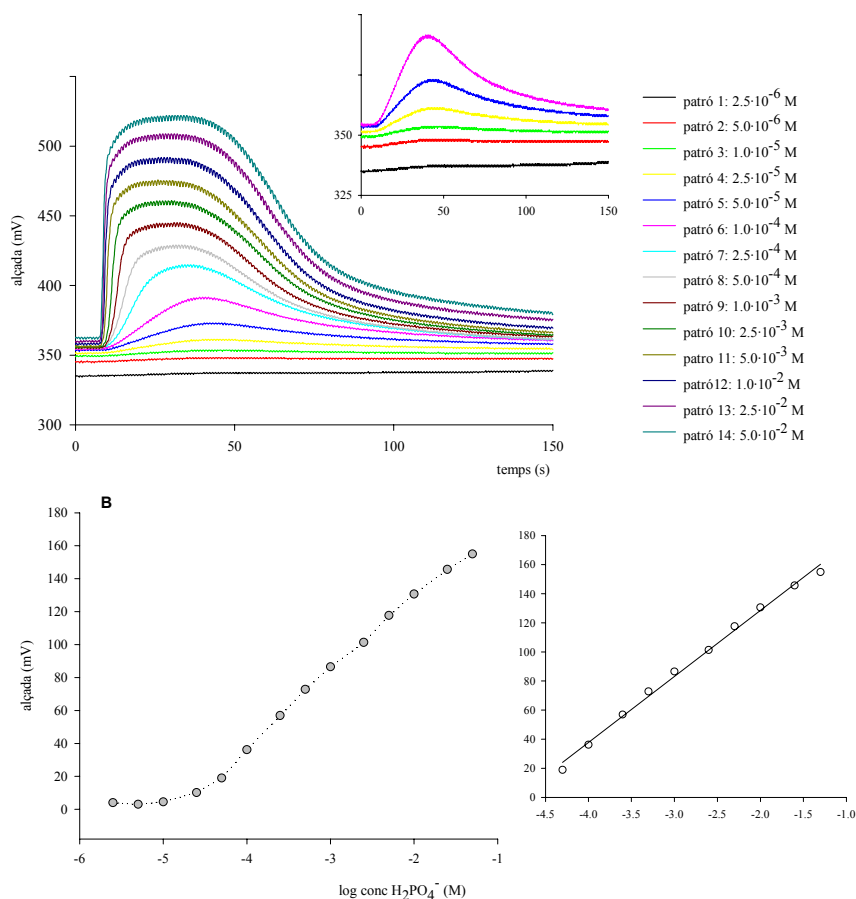 550
500
450
400
350
300
alçada (mV)
0
50
100
150
temps (s)
350
325
0
50
100
150
patró 1: 2.5·10-6 M
patró 2: 5.0·10-6 M
patró 3: 1.0·10-5 M
patró 4: 2.5·10-5 M
patró 5: 5.0·10-5 M
patró 6: 1.0·10-4 M
patró 7: 2.5·10-4 M
patró 8: 5.0·10-4 M
patró 9: 1.0·10-3 M
patró 10: 2.5·10-3 M
patro 11: 5.0·10-3 M
patró12: 1.0·10-2 M
patró 13: 2.5·10-2 M
patró 14: 5.0·10-2 M
B
180
160
140
120
100
80
60
40
20
0
alçada (mV)
-6
-5
-4
-3
-2
-1
log conc H2PO4- (M)
180
160
140
120
100
80
60
40
20
0
-4.5
-4.0
-3.5
-3.0
-2.5
-2.0
-1.5
-1.0